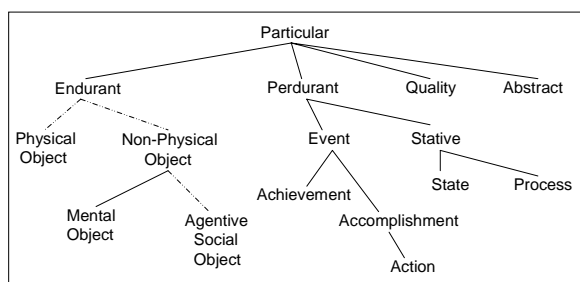 Particular
Endurant Perdurant Quality Abstract
Physical Object Non-Physical Object Event Stative
Achievement State Process
Mental Object Agentive Social Object Accomplishment
Action